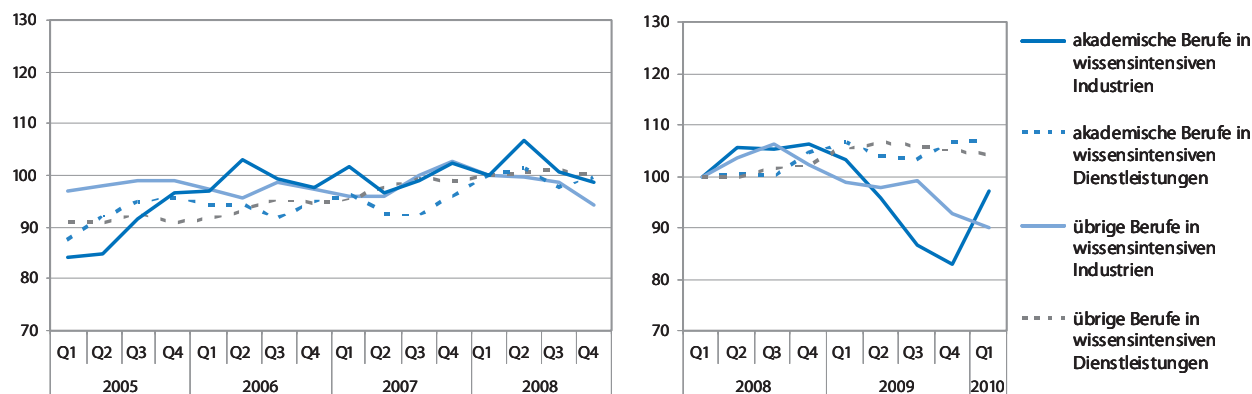 130
120
110
100
90
80
70
Q1 Q2 Q3 Q4 Q1 Q2 Q3 Q4 Q1 Q2 Q3 Q4 Q1 Q2 Q3 Q4
2005 2006 2007 2008
130
120
110
100
90
80
70
Q1 Q2 Q3 Q4 Q1 Q2 Q3 Q4 Q1
2008 2009 2010
akademische Berufe in
wissensintensiven
Industrien
akademische Berufe in
wissensintensiven
Dienstleistungen
übrige Berufe in
wissensintensiven
Industrien
übrige Berufe in
wissensintensiven
Dienstleistungen